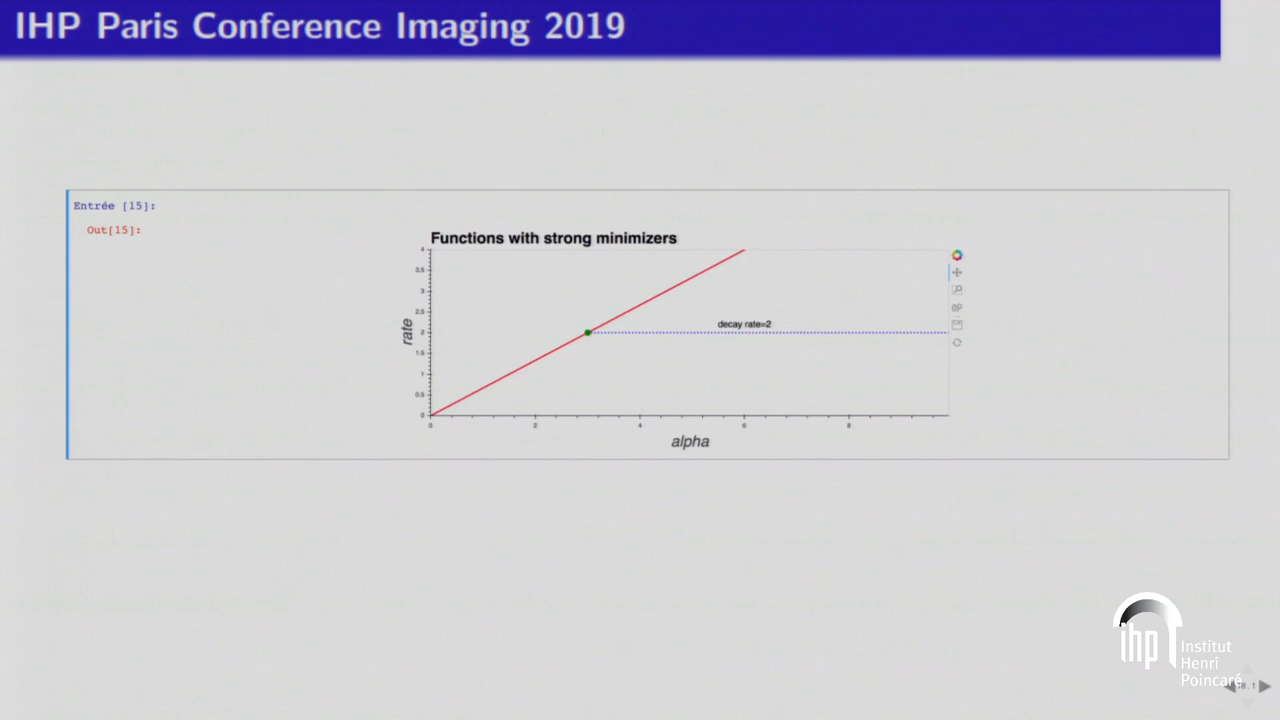 IHP Paris Conference Imaging 2019
Entrée [15]:
Out[15]:
Functions with strong minimizers
4
3.5
3
2.5
2
1.5
1
0.5
0
rate
decay rate=2
0
2
4
6
8
alpha
ihp
Institut
Henri
Poincaré